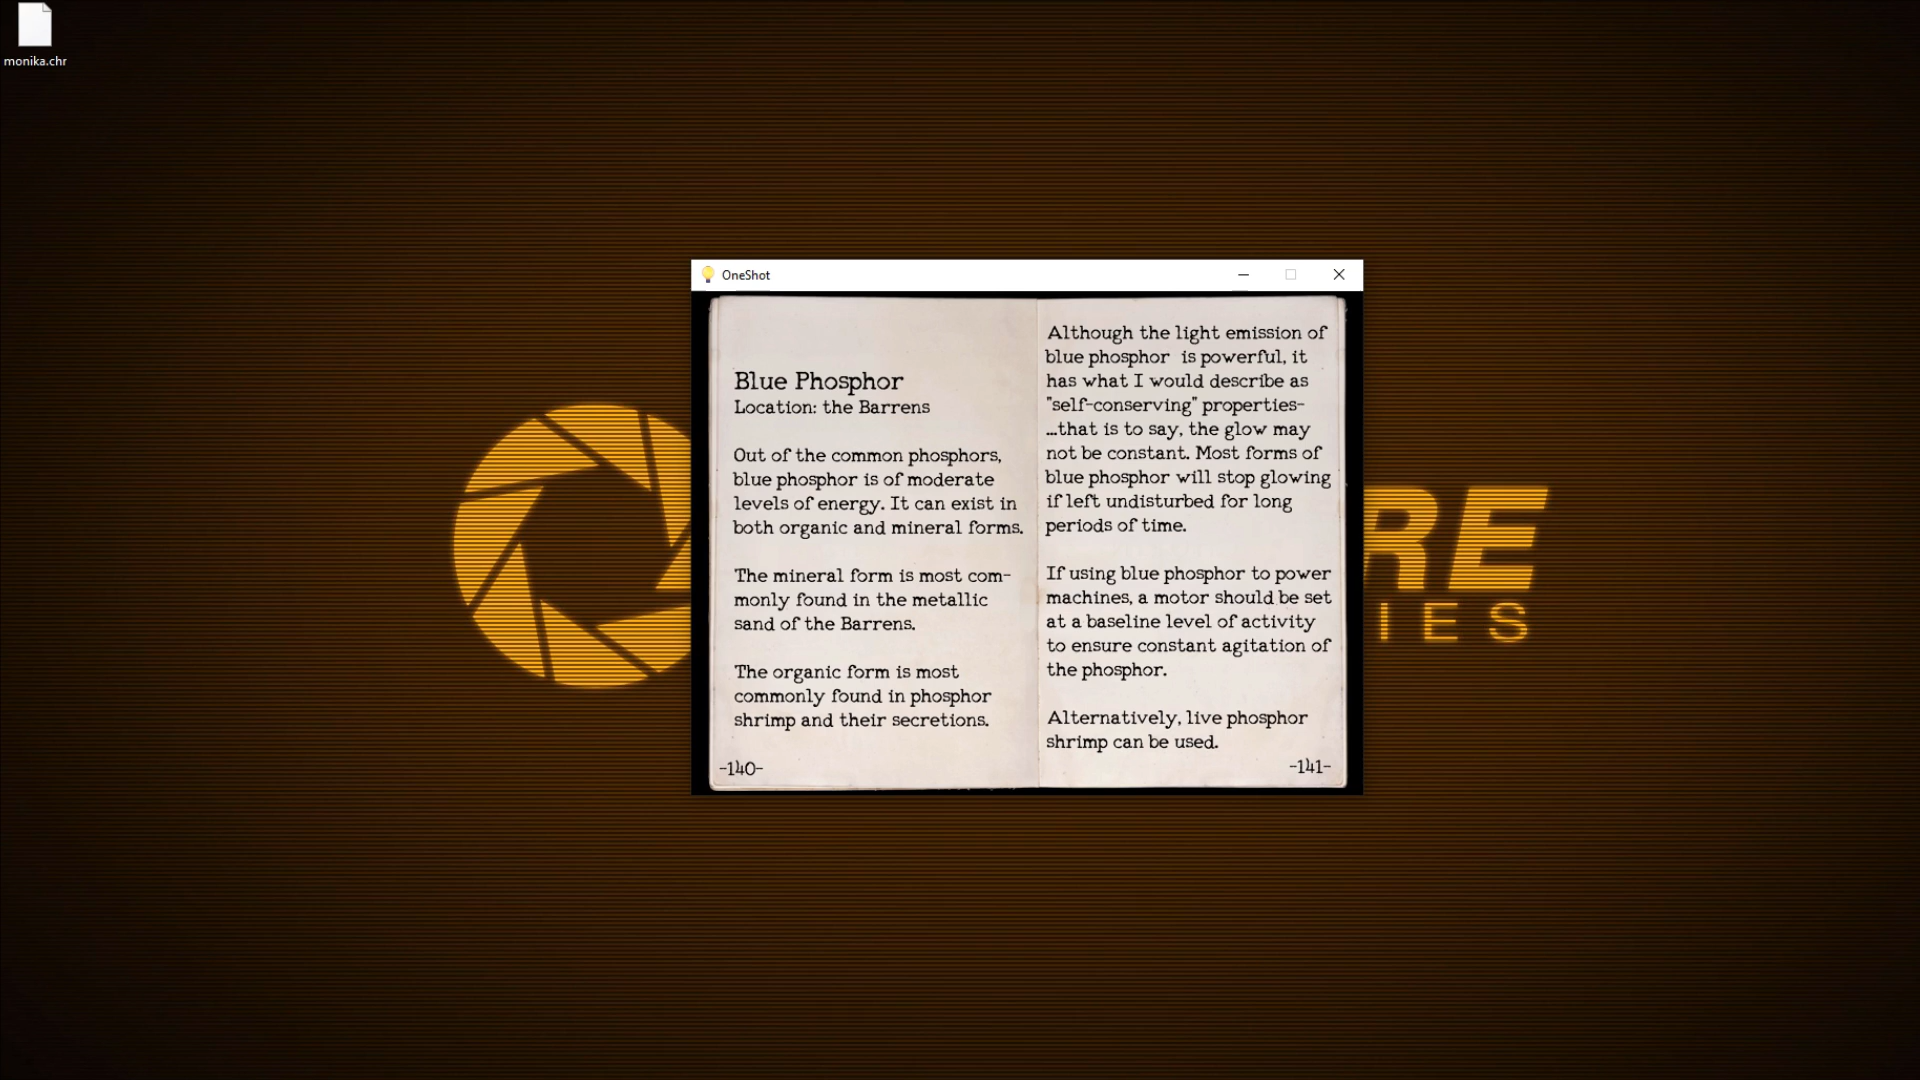 monika.chr
OneShot
Blue Phosphor
Location: the Barrens
Out of the common phosphors,
blue phosphor is of moderate
levels of energy. It can exist in
both organic and mineral forms.
The mineral form is most com-
monly found in the metallic
sand of the Barrens.
The organic form is most
commonly found in phosphor
shrimp and their secretions.
-140-
Although the light emission of
blue phosphor is powerful, it
has what I would describe as
"self-conserving" properties-
...that is to say, the glow may
not be constant. Most forms of
blue phosphor will stop glowing
if left undisturbed for long
periods of time.
If using blue phosphor to power
machines, a motor should be set
at a baseline level of activity
to ensure constant agitation of
the phosphor.
Alternatively, live phosphor
shrimp can be used.
-141-
RE
IES